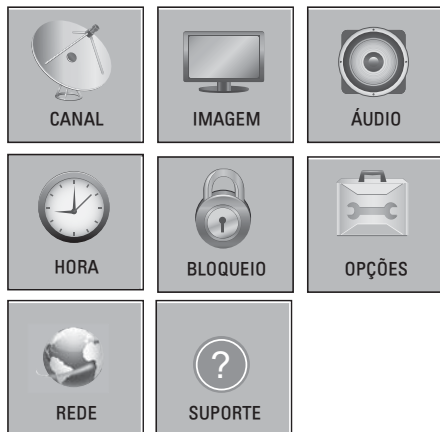 CANAL
IMAGEM
ÁUDIO
HORA
BLOQUEIO
OPÇÕES
REDE
?
SUPORTE